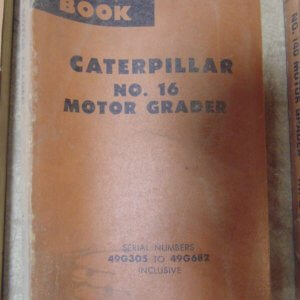 BOOK
CATERPILLAR
NO. 16
MOTOR GRADER
SERIAL NUMBERS
49G305 TO 49G682
INCLUSIVE